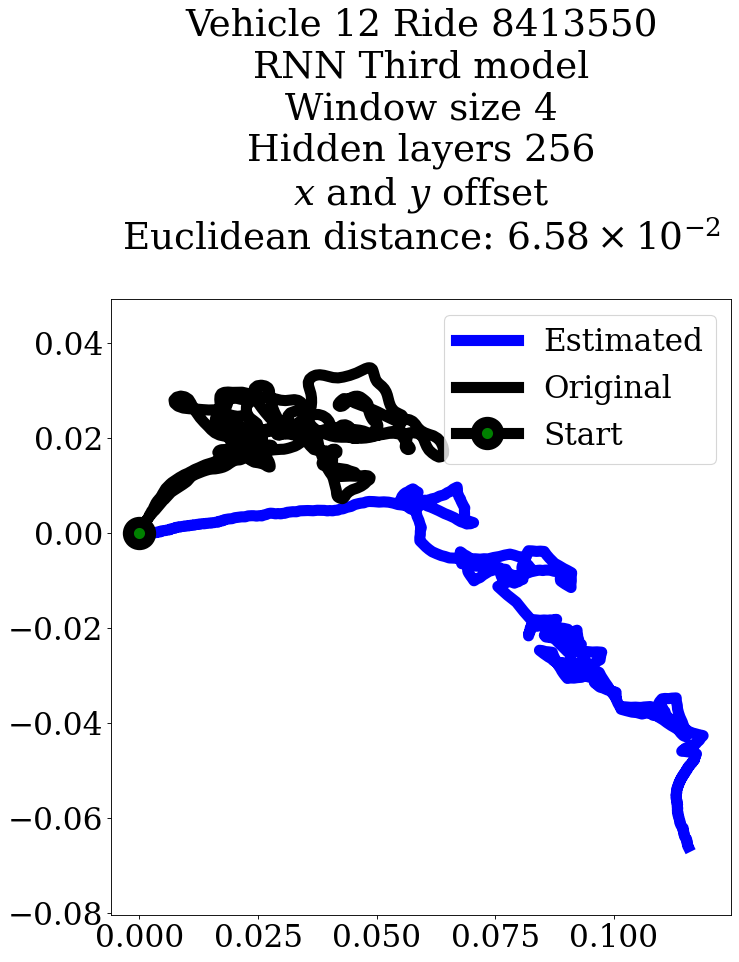 Vehicle 12 Ride 8413550
RNN Third model
Window size 4
Hidden layers 256
x and y offset
Euclidean distance: 6.58 × 10⁻²
Estimated
Original
Start
0.04
0.02
0.00
−0.02
−0.04
−0.06
−0.08
0.000 0.025 0.050 0.075 0.100